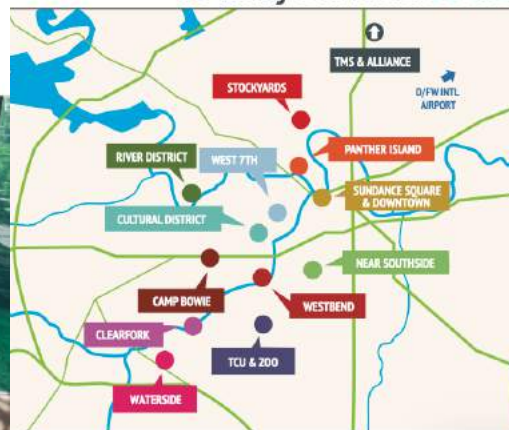 TMS & ALLIANCE
D/FW INTL
AIRPORT
STOCKYARDS
PANTHER ISLAND
RIVER DISTRICT
WEST 7TH
SUNDANCE SQUARE
& DOWNTOWN
CULTURAL DISTRICT
NEAR SOUTHSIDE
CAMP BOWIE
WESTBEND
CLEARFORK
TCU & ZOO
WATERSIDE